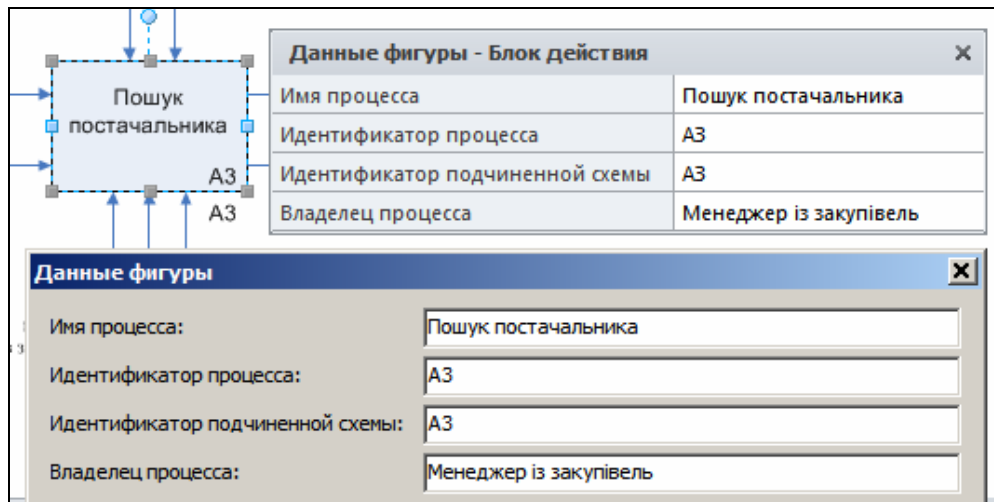 Данные фигуры - Блок действия
Пошук
постачальника
А3
А3
Имя процесса Пошук постачальника
Идентификатор процесса А3
Идентификатор подчиненной схемы А3
Владелец процесса Менеджер із закупівель
Данные фигуры
Имя процесса: Пошук постачальника
Идентификатор процесса: А3
Идентификатор подчиненной схемы: А3
Владелец процесса: Менеджер із закупівель